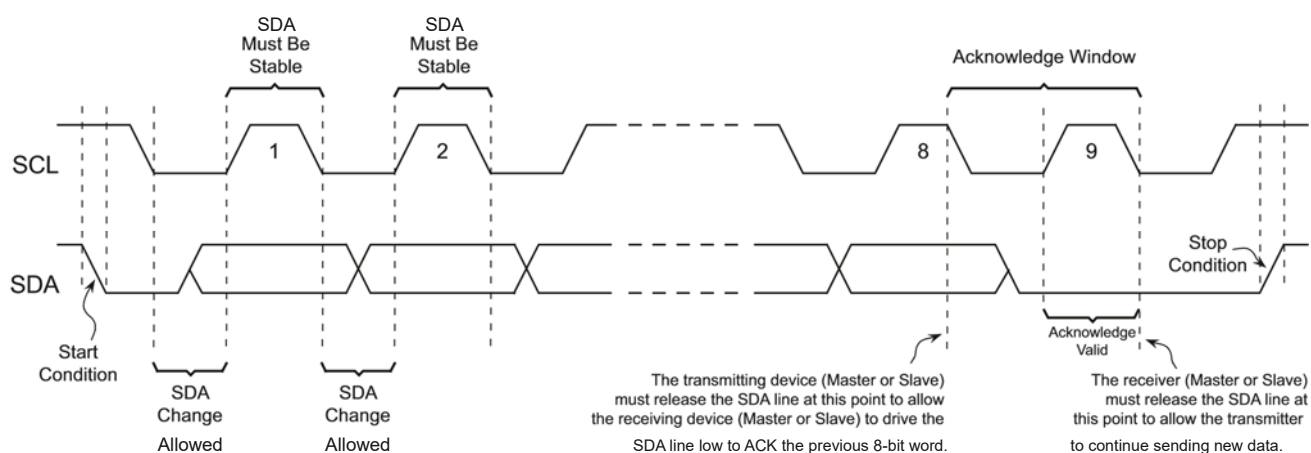 SDA
Must Be
Stable
SDA
Must Be
Stable
Acknowledge Window
SCL
1
2
8
9
SDA
Stop
Condition
Start
Condition
Acknowledge
Valid
SDA
Change
Allowed
SDA
Change
Allowed
The transmitting device (Master or Slave)
must release the SDA line at this point to allow
the receiving device (Master or Slave) to drive the
SDA line low to ACK the previous 8-bit word.
The receiver (Master or Slave)
must release the SDA line at
this point to allow the transmitter
to continue sending new data.